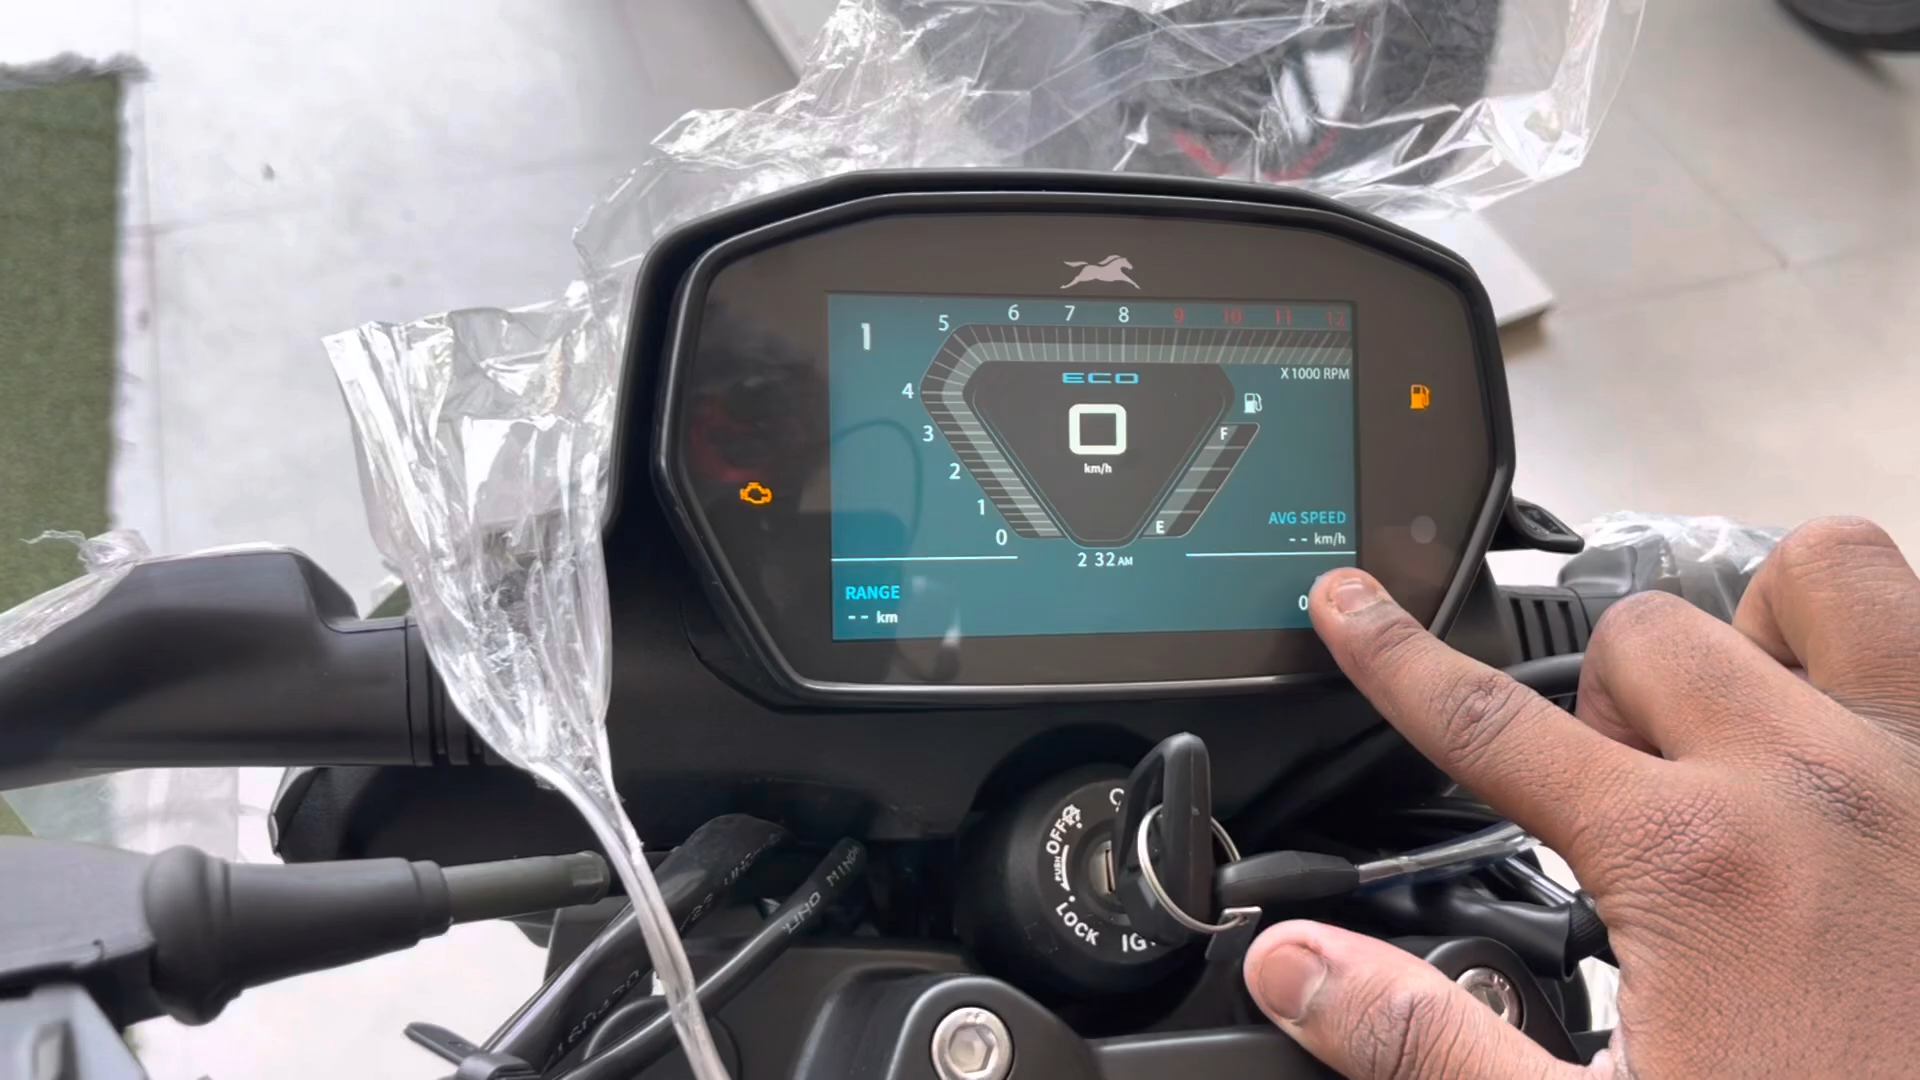 1
5 6 7 8 9 10 11 12
X 1000 RPM
ECO
4
0
km/h
F
3
2
1
E
0
AVG SPEED
-- km/h
2 32 AM
RANGE
-- km
0
OFF
PUSH
LOCK
MINDA